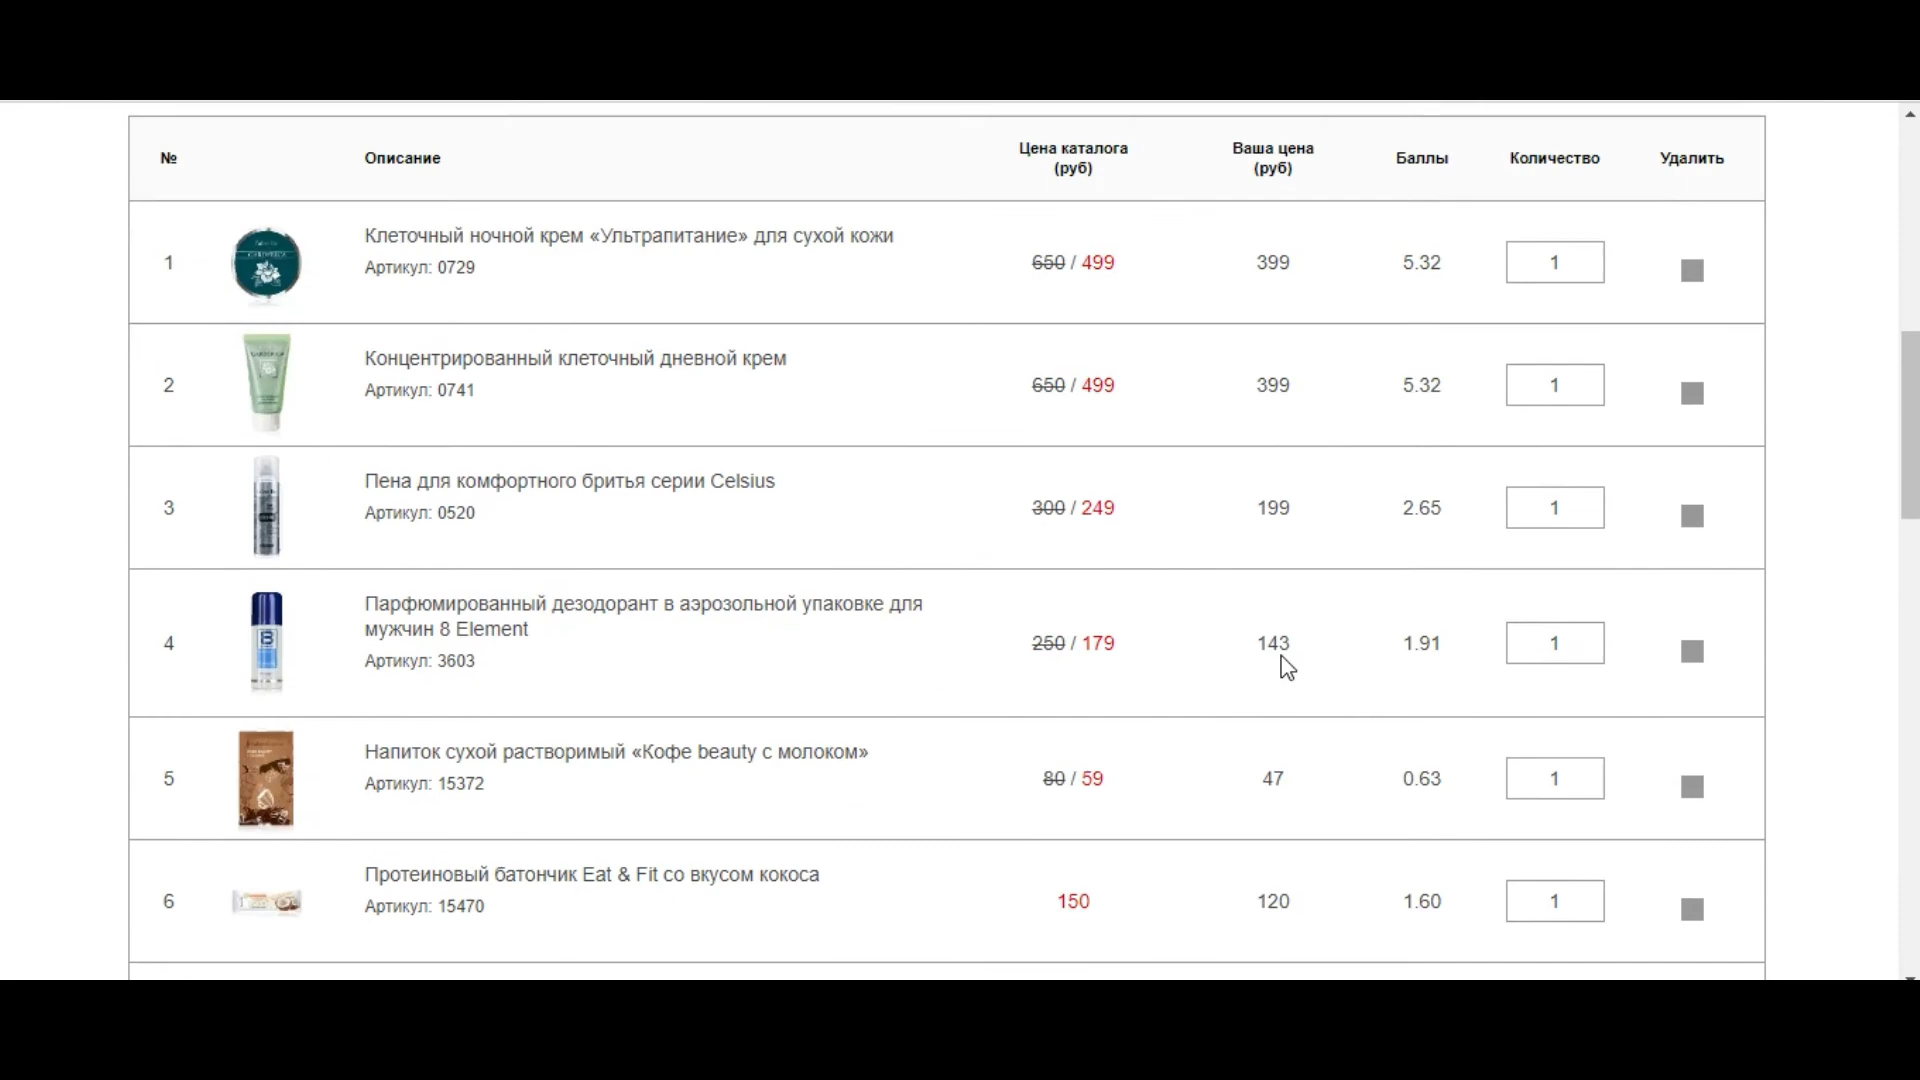 №
Описание
Цена каталога
(руб)
Ваша цена
(руб)
Баллы
Количество
Удалить
1
Клеточный ночной крем «Ультрапитание» для сухой кожи
Артикул: 0729
650 / 499
399
5.32
1
2
Концентрированный клеточный дневной крем
Артикул: 0741
650 / 499
399
5.32
1
3
Пена для комфортного бритья серии Celsius
Артикул: 0520
300 / 249
199
2.65
1
4
Парфюмированный дезодорант в аэрозольной упаковке для
мужчин 8 Element
Артикул: 3603
250 / 179
143
1.91
1
5
Напиток сухой растворимый «Кофе beauty с молоком»
Артикул: 15372
80 / 59
47
0.63
1
6
Протеиновый батончик Eat & Fit со вкусом кокоса
Артикул: 15470
150
120
1.60
1